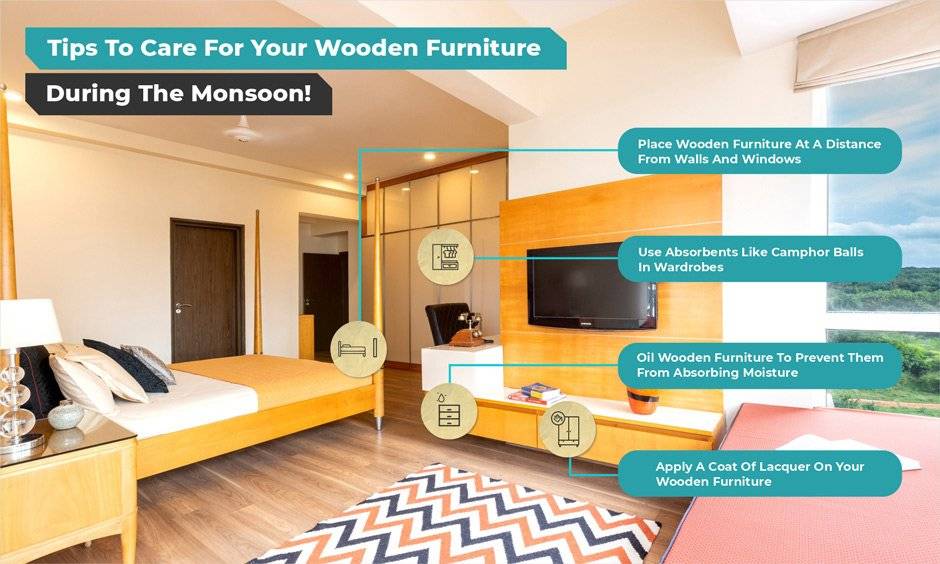 Tips To Care For Your Wooden Furniture
During The Monsoon!
Place Wooden Furniture At A Distance
From Walls And Windows
Use Absorbents Like Camphor Balls
In Wardrobes
Oil Wooden Furniture To Prevent Them
From Absorbing Moisture
Apply A Coat Of Lacquer On Your
Wooden Furniture